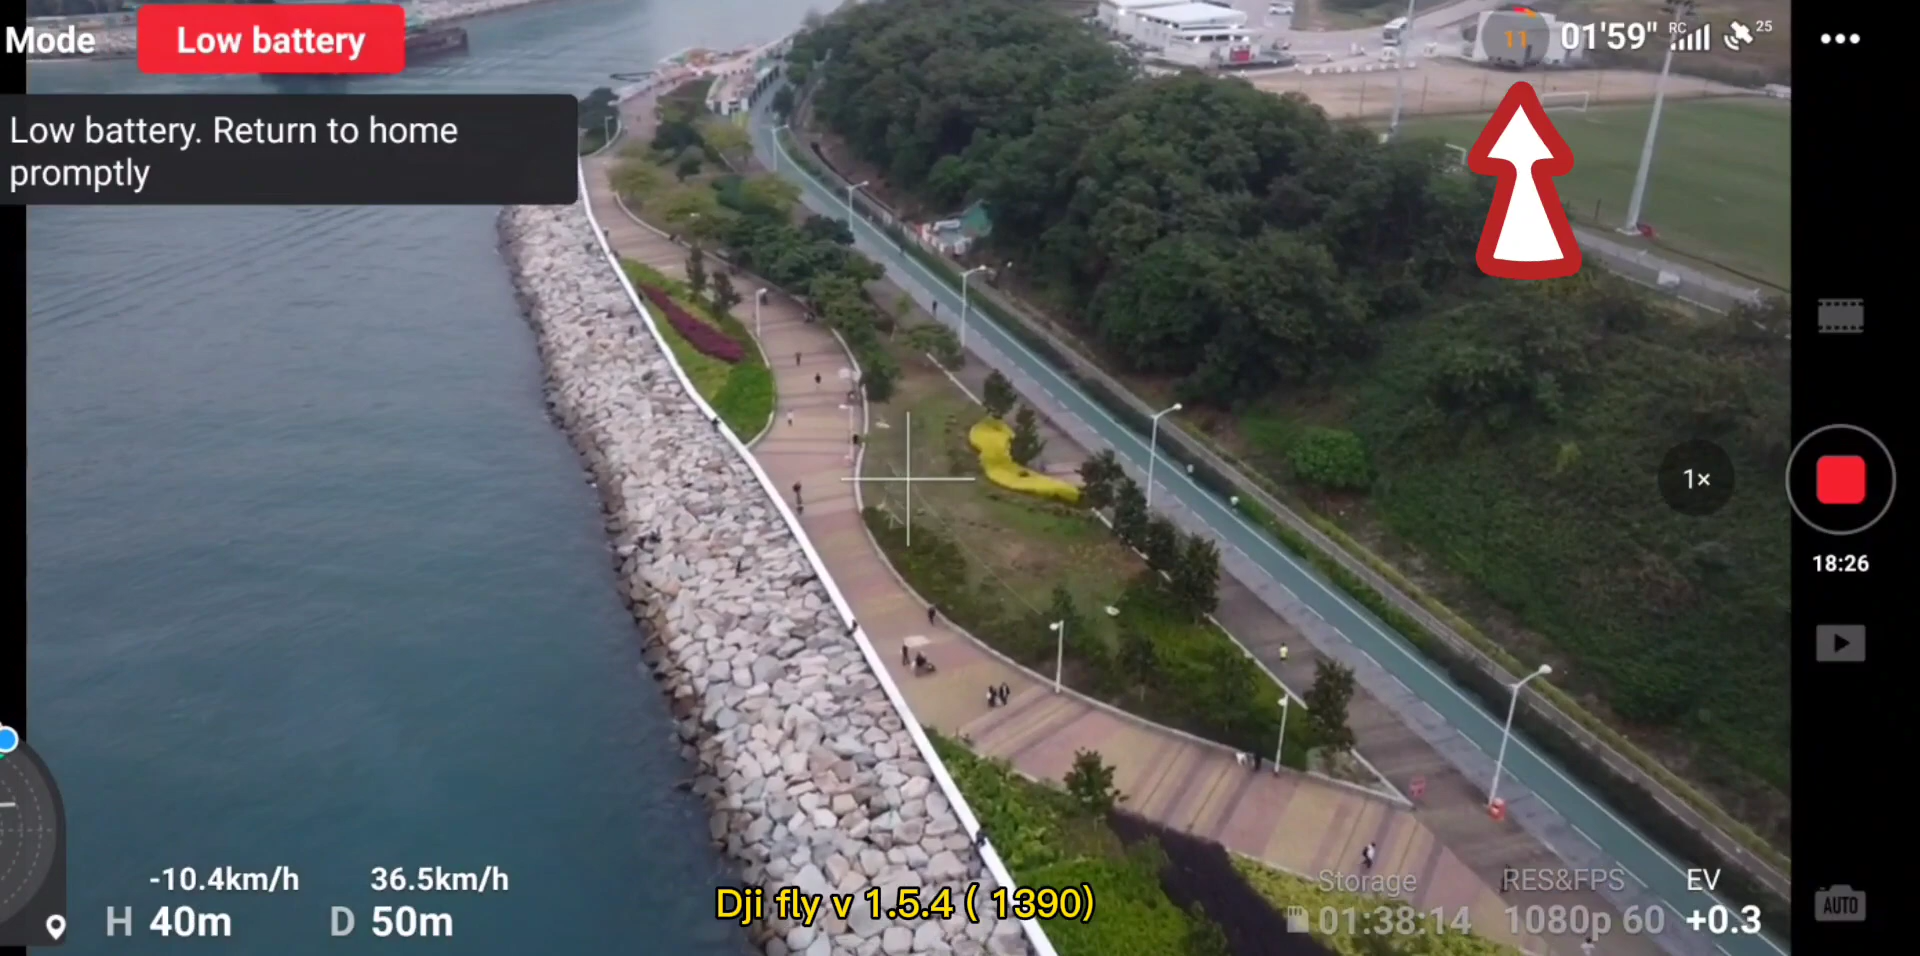 Mode
Low battery
11
01'59"
RC
25
Low battery. Return to home
promptly
1×
18:26
-10.4km/h
36.5km/h
H 40m
D 50m
Dji fly v 1.5.4 ( 1390)
Storage
01:38:14
RES&FPS
1080p 60
EV
+0.3
AUTO